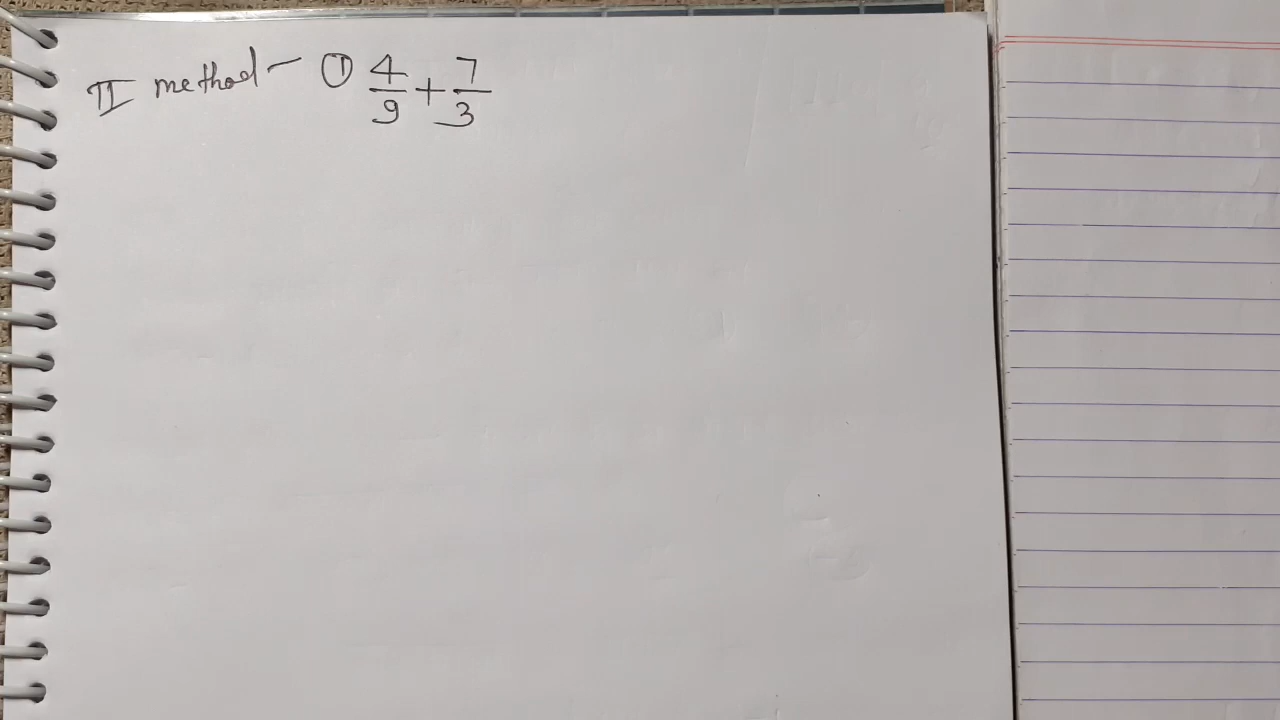 II method - ① 4/9 + 7/3